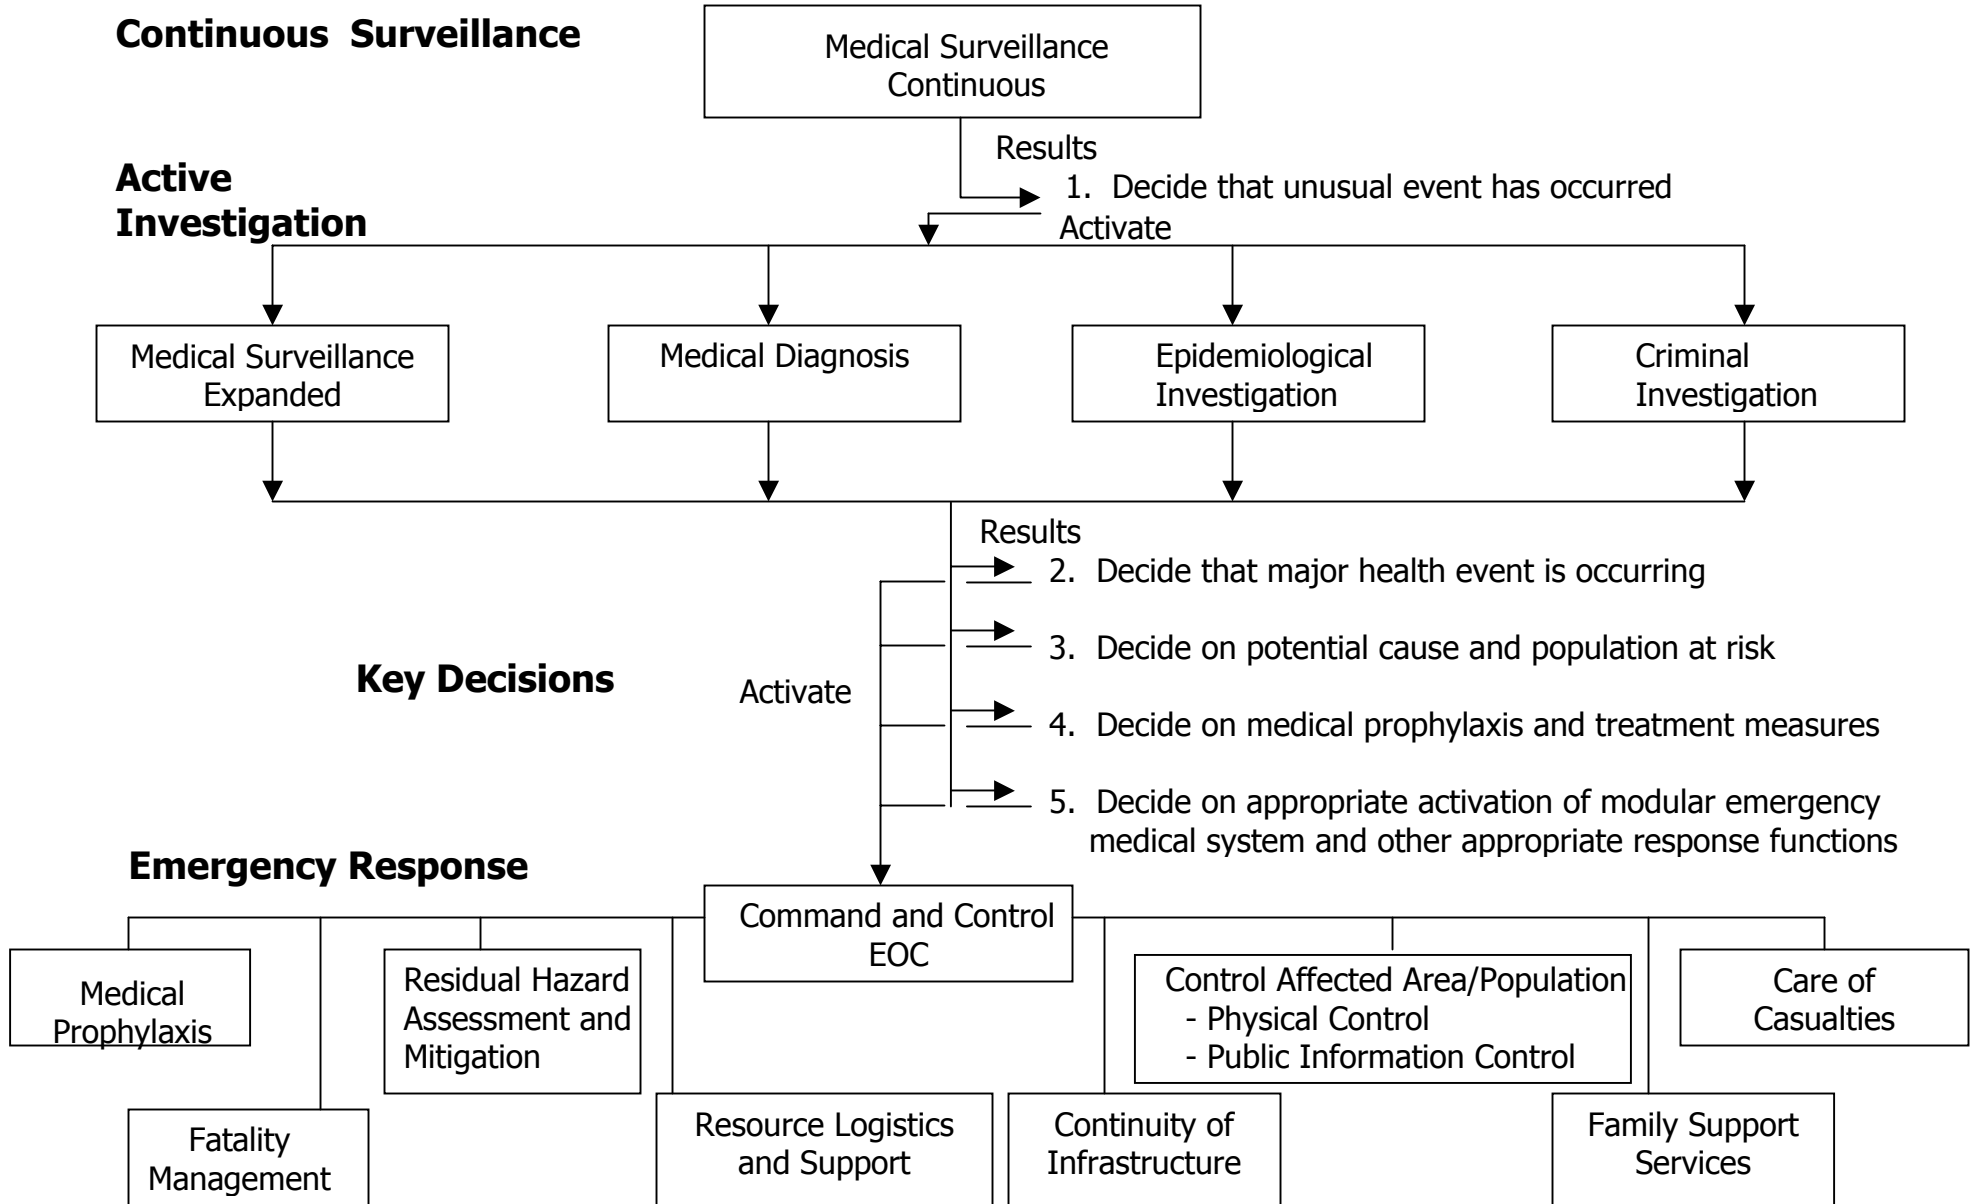 Continuous Surveillance
Medical Surveillance
Continuous
Results
1. Decide that unusual event has occurred
Activate
Active
Investigation
Medical Surveillance
Expanded
Medical Diagnosis
Epidemiological
Investigation
Criminal
Investigation
Results
2. Decide that major health event is occurring
3. Decide on potential cause and population at risk
Key Decisions
Activate
4. Decide on medical prophylaxis and treatment measures
5. Decide on appropriate activation of modular emergency
medical system and other appropriate response functions
Emergency Response
Command and Control
EOC
Medical
Prophylaxis
Residual Hazard
Assessment and
Mitigation
Control Affected Area/Population
- Physical Control
- Public Information Control
Care of
Casualties
Fatality
Management
Resource Logistics
and Support
Continuity of
Infrastructure
Family Support
Services